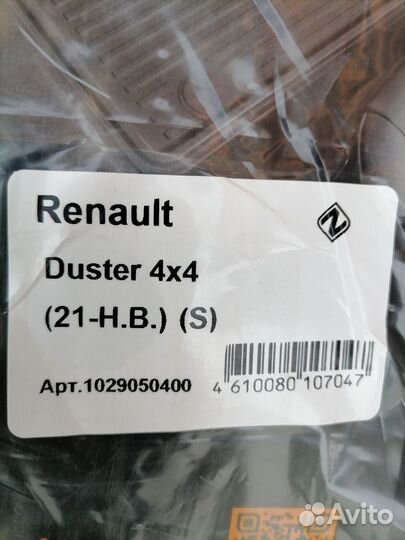 Renault
Duster 4x4
(21-Н.В.) (S)
Арт.1029050400
4 610080 107047
Avito